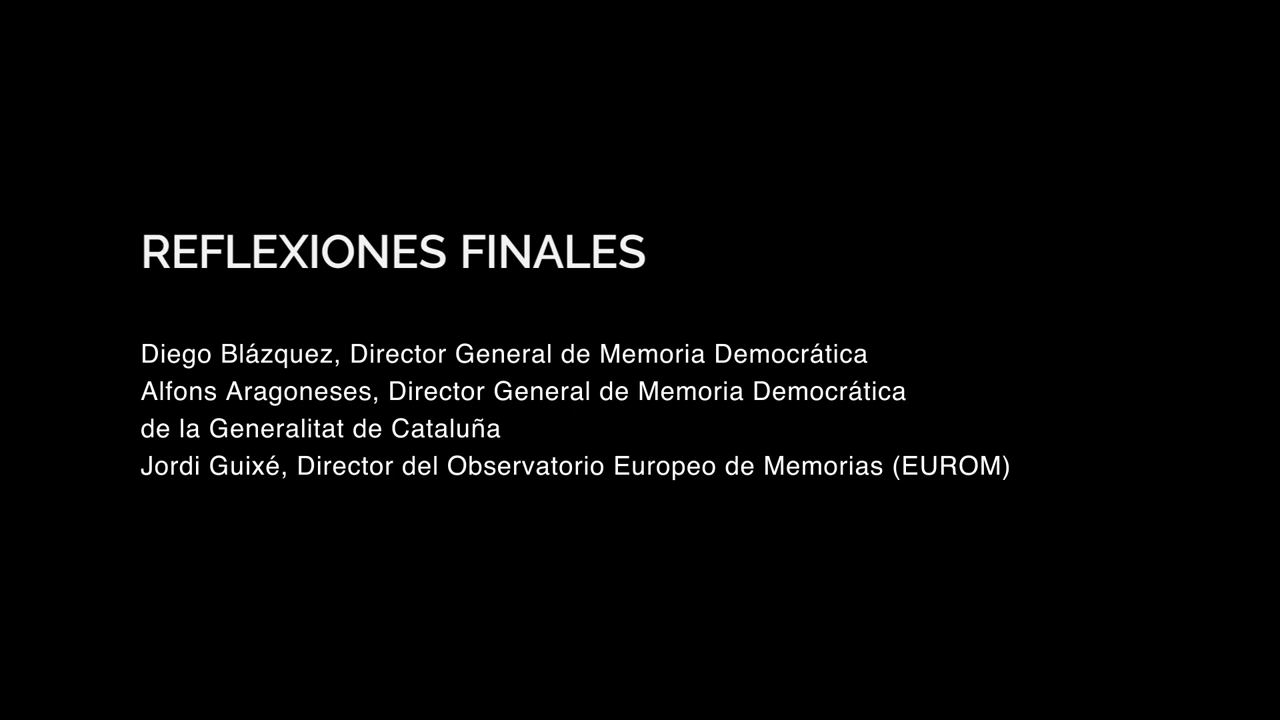 REFLEXIONES FINALES
Diego Blázquez, Director General de Memoria Democrática
Alfons Aragoneses, Director General de Memoria Democrática
de la Generalitat de Cataluña
Jordi Guixé, Director del Observatorio Europeo de Memorias (EUROM)